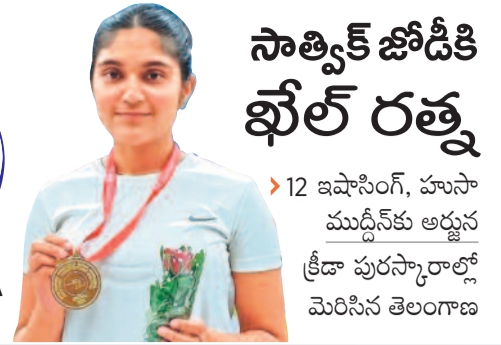 సాత్విక్ జోడీకి
ఖేల్ రత్న
12 ఇషాసింగ్, హుసా
ముద్దీన్‌కు అర్జున
క్రీడా పురస్కారాల్లో
మెరిసిన తెలంగాణ